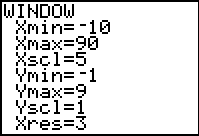 WINDOW
Xmin=-10
Xmax=90
Xscl=5
Ymin=-1
Ymax=9
Yscl=1
Xres=3